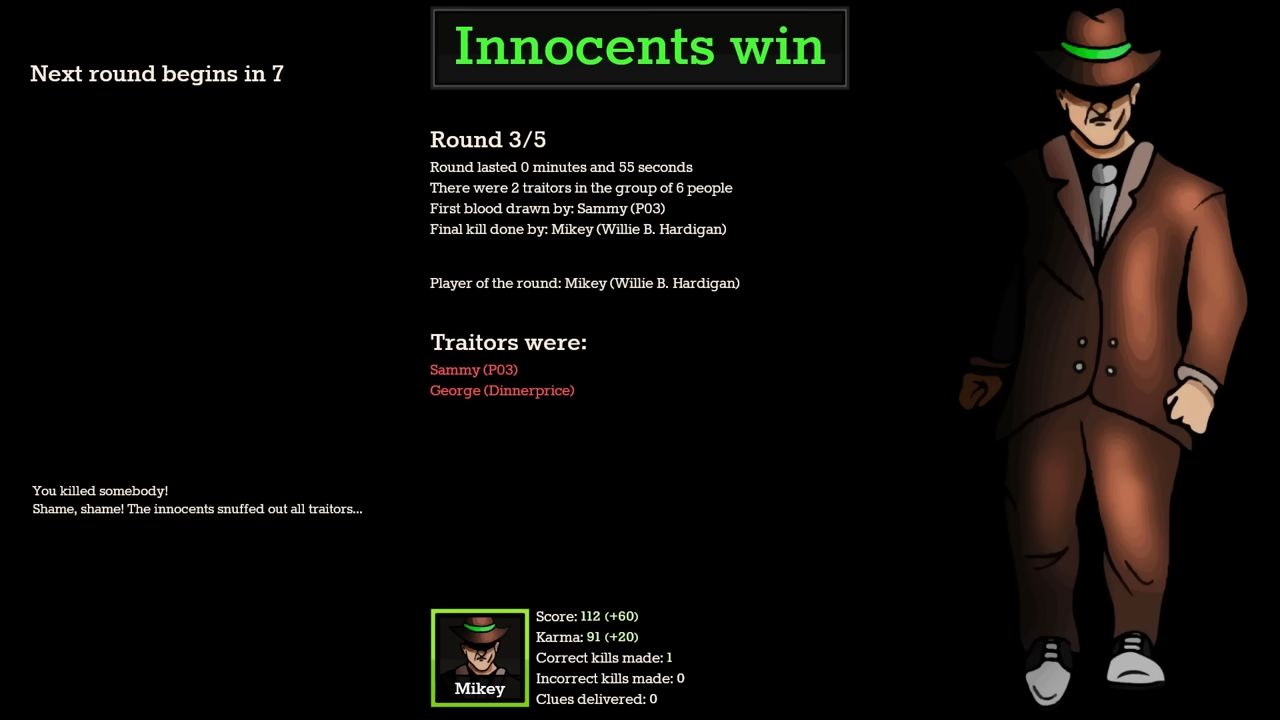 Innocents win
Next round begins in 7
Round 3/5
Round lasted 0 minutes and 55 seconds
There were 2 traitors in the group of 6 people
First blood drawn by: Sammy (P03)
Final kill done by: Mikey (Willie B. Hardigan)
Player of the round: Mikey (Willie B. Hardigan)
Traitors were:
Sammy (P03)
George (Dinnerprice)
You killed somebody!
Shame, shame! The innocents snuffed out all traitors...
Mikey
Score: 112 (+60)
Karma: 91 (+20)
Correct kills made: 1
Incorrect kills made: 0
Clues delivered: 0